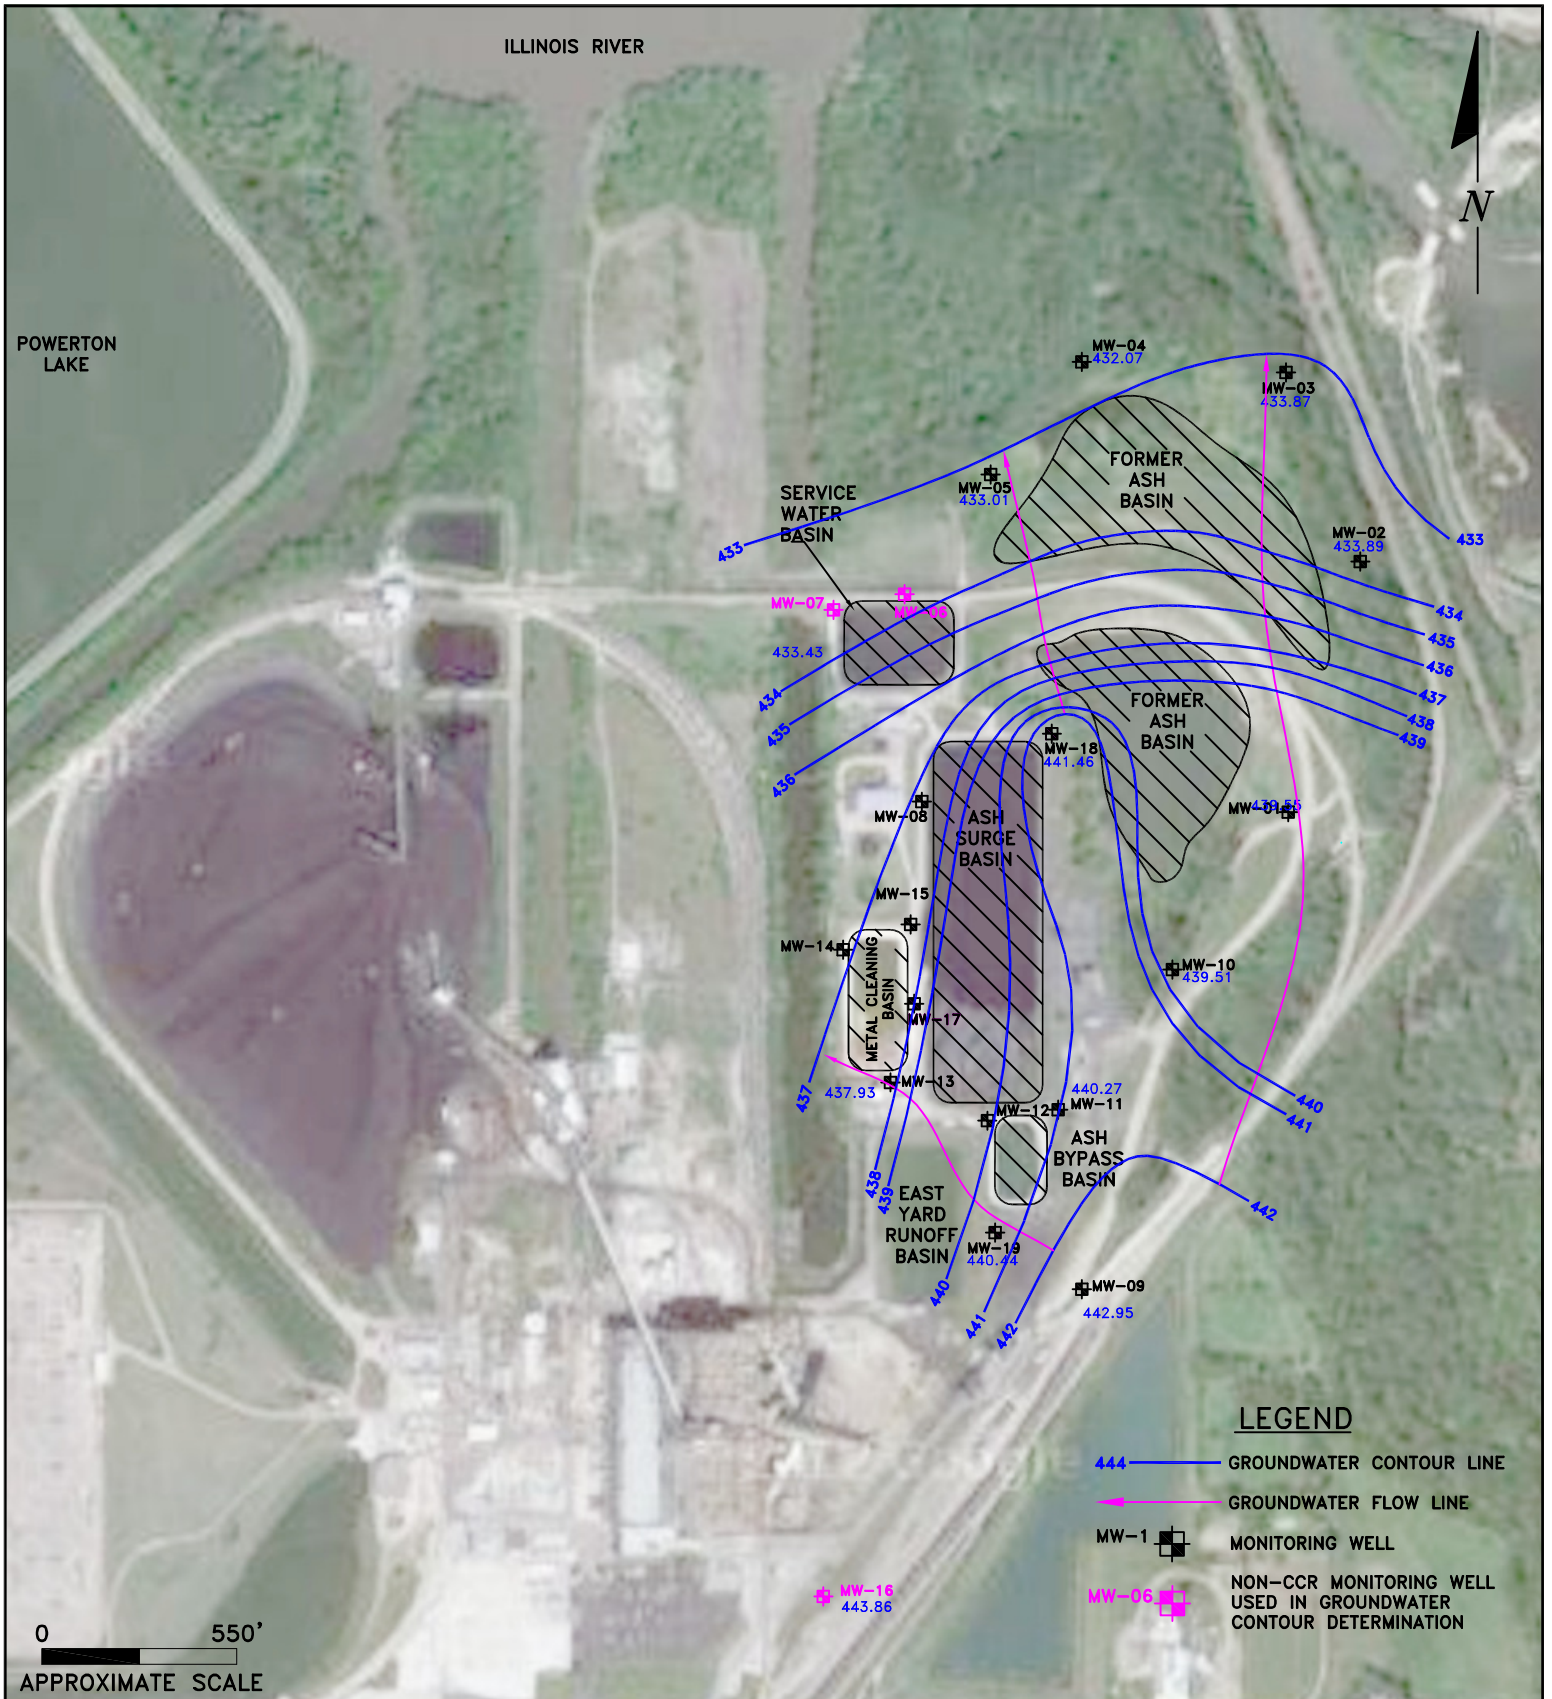 ILLINOIS RIVER
N
POWERTON
LAKE
MW-04
432.07
MW-03
433.87
FORMER
ASH
BASIN
MW-05
433.01
SERVICE
WATER
BASIN
MW-02
433.89
433
433
MW-07
MW-06
433.43
434
435
436
434
435
436
437
438
439
FORMER
ASH
BASIN
MW-18
441.46
MW-08
ASH
SURGE
BASIN
MW-01
439.55
MW-15
MW-14
METAL CLEANING
BASIN
MW-10
439.51
MW-17
MW-13
437.93
437
440.27
MW-12
MW-11
440
441
ASH
BYPASS
BASIN
438
439
EAST
YARD
RUNOFF
BASIN
442
MW-19
440.44
440
441
442
MW-09
442.95
LEGEND
444
GROUNDWATER CONTOUR LINE
GROUNDWATER FLOW LINE
MW-1
MONITORING WELL
MW-06
NON-CCR MONITORING WELL
USED IN GROUNDWATER
CONTOUR DETERMINATION
MW-16
443.86
0 550'
APPROXIMATE SCALE